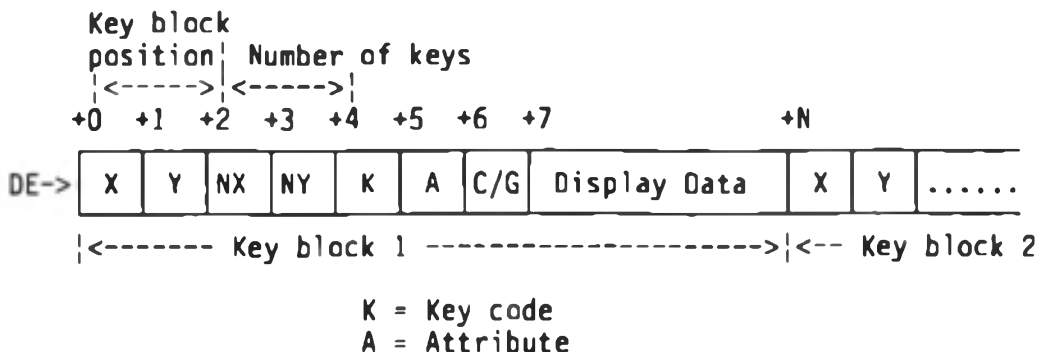 Key block
position Number of keys
|<------>|<----->|
+0 +1 +2 +3 +4 +5 +6 +7 +N
DE-> X Y NX NY K A C/G Display Data X Y ......
|<------- Key block 1 -------------------->|<-- Key block 2
K = Key code
A = Attribute